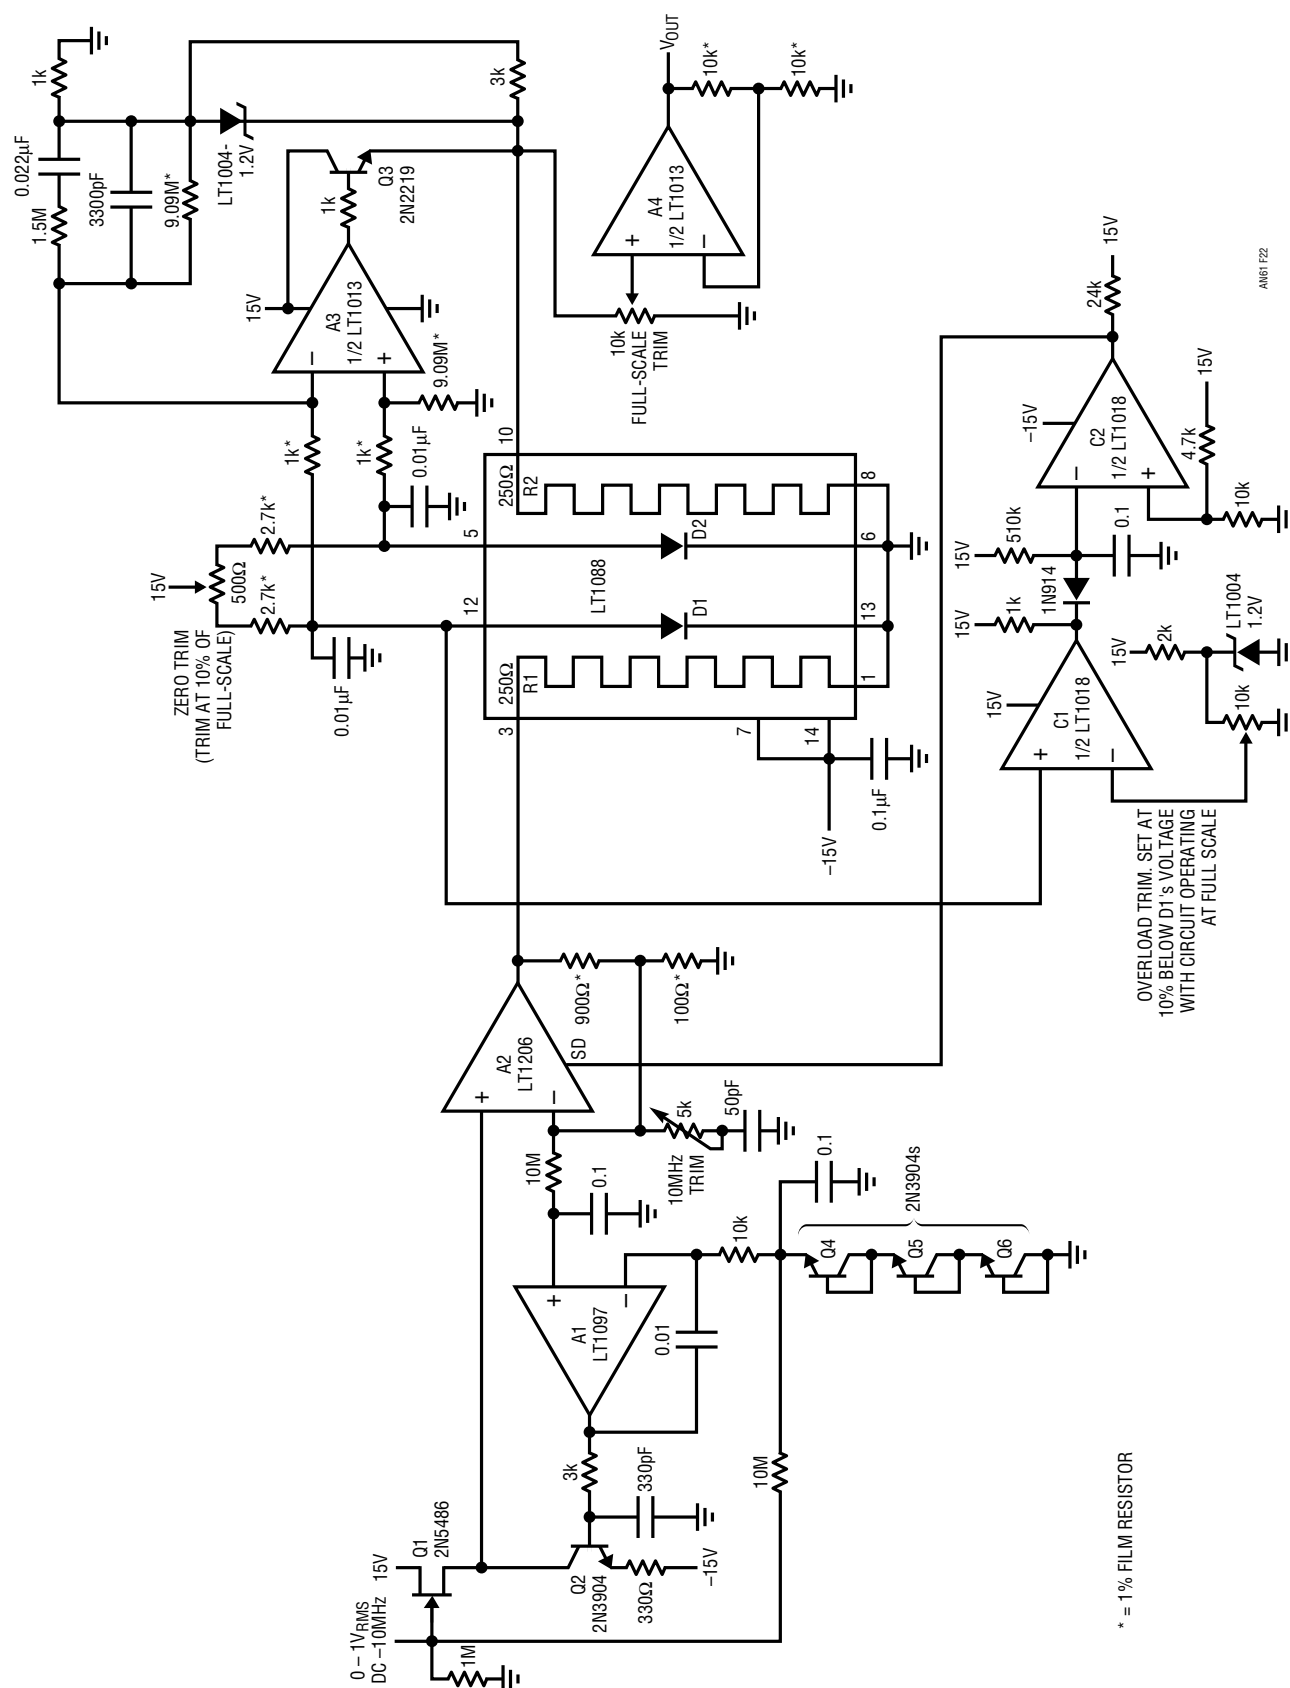 1k
0.022µF
1.5M
3300pF
9.09M*
LT1004-
1.2V
3k
15V
A3
1/2 LT1013
–
+
1k
Q3
2N2219
9.09M*
1k*
1k*
0.01µF
VOUT
10k*
10k*
A4
1/2 LT1013
+
–
10k
FULL-SCALE
TRIM
15V
500Ω
ZERO TRIM
(TRIM AT 10% OF
FULL-SCALE)
2.7k*
2.7k*
0.01µF
12
5
10
250Ω
R2
D2
LT1088
D1
250Ω
R1
3
7
14
1
13
6
8
–15V
0.1µF
A2
LT1206
+
–
SD
900Ω*
100Ω*
10M
0.1
10MHz
TRIM
5k
50pF
A1
LT1097
+
–
0.01
10k
0.1
2N3904s
Q4
Q5
Q6
3k
330pF
10M
Q1
2N5486
15V
0 – 1VRMS
DC –10MHz
1M
Q2
2N3904
330Ω
–15V
15V
24k
–15V
C2
1/2 LT1018
–
+
15V
4.7k
10k
15V
510k
0.1
1N914
15V
1k
15V
C1
1/2 LT1018
+
–
15V
2k
LT1004
1.2V
10k
OVERLOAD TRIM. SET AT
10% BELOW D1's VOLTAGE
WITH CIRCUIT OPERATING
AT FULL SCALE
* = 1% FILM RESISTOR
AN61 F22